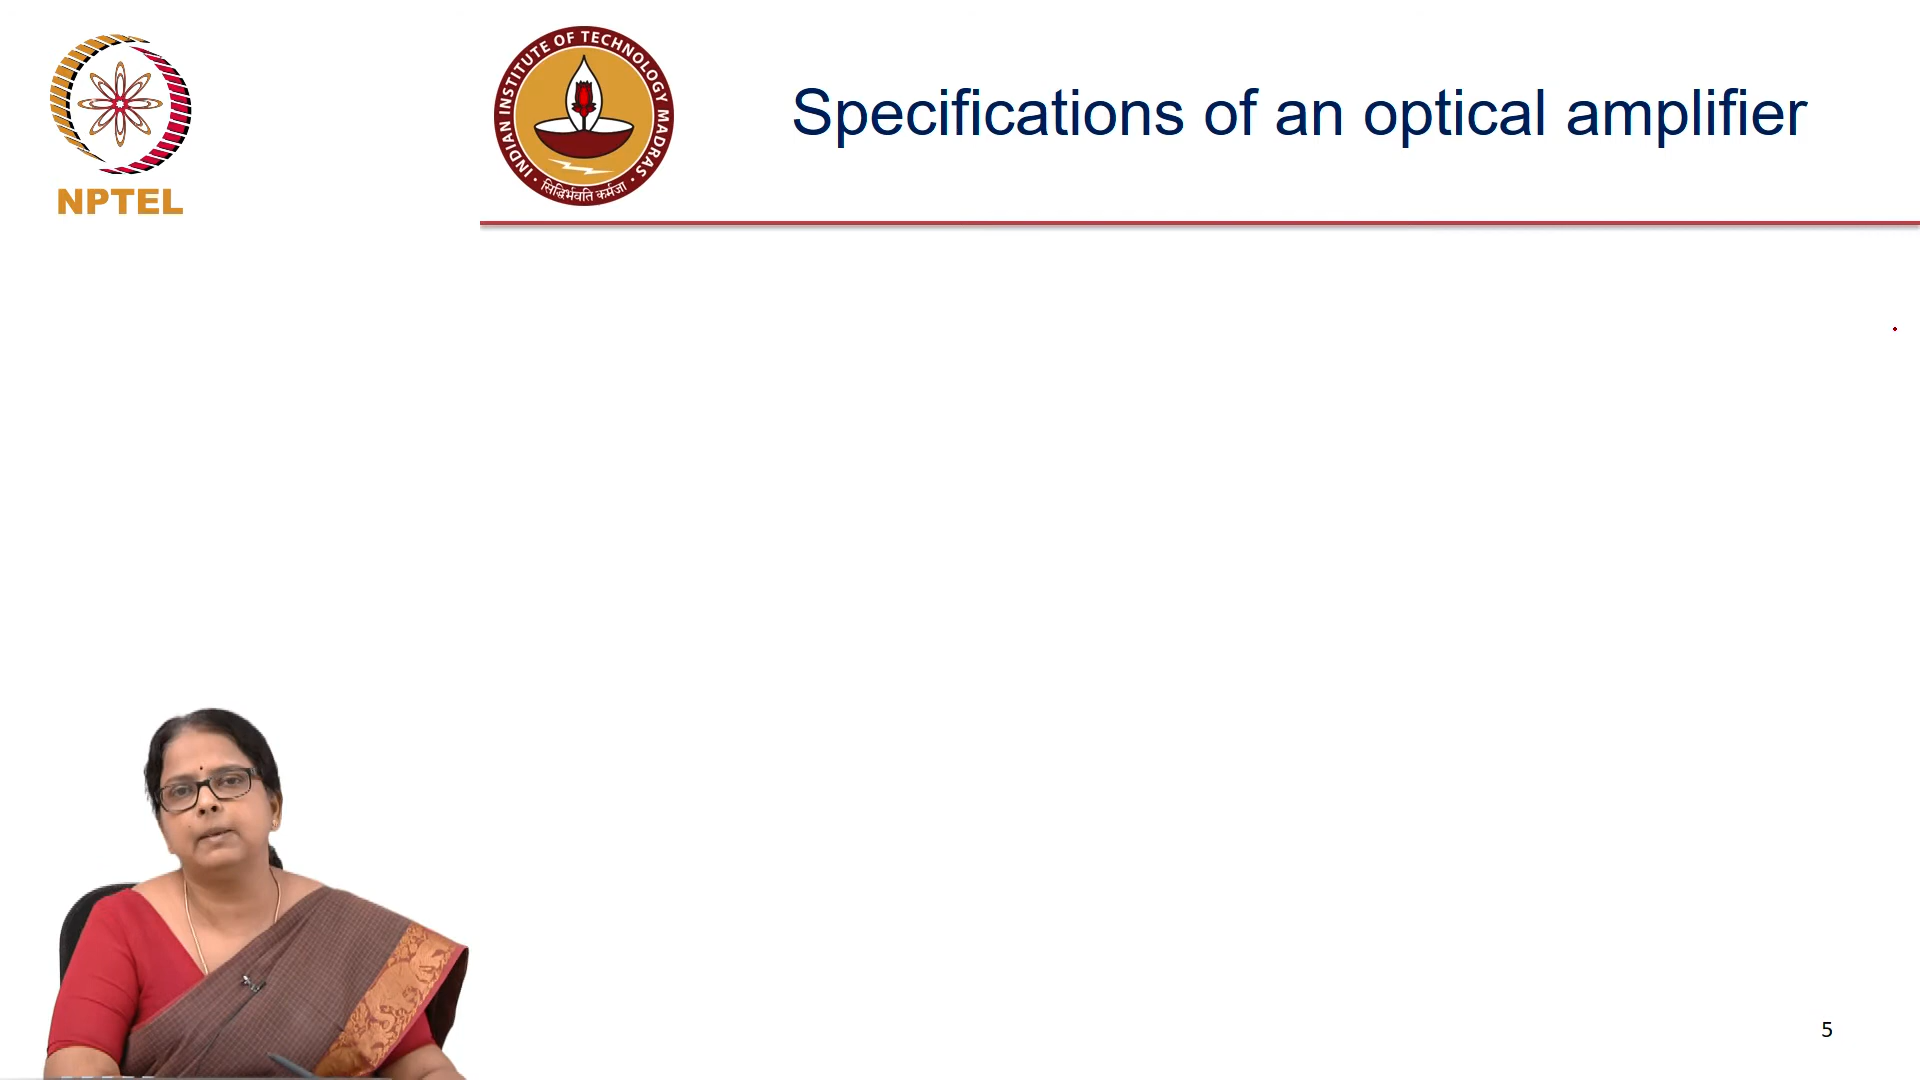 NPTEL
INDIAN INSTITUTE OF TECHNOLOGY MADRAS
सिद्धिर्भवति कर्मजा
Specifications of an optical amplifier
5